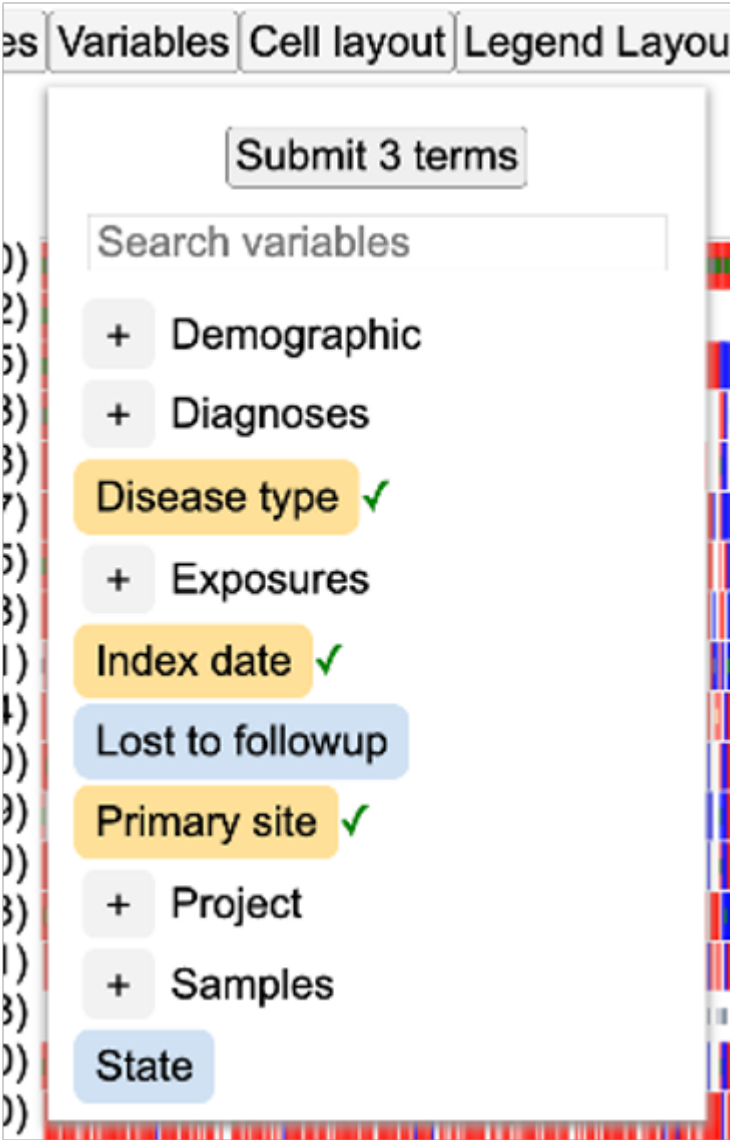 es Variables Cell layout Legend Layou
Submit 3 terms
Search variables
+ Demographic
+ Diagnoses
Disease type ✓
+ Exposures
Index date ✓
Lost to followup
Primary site ✓
+ Project
+ Samples
State